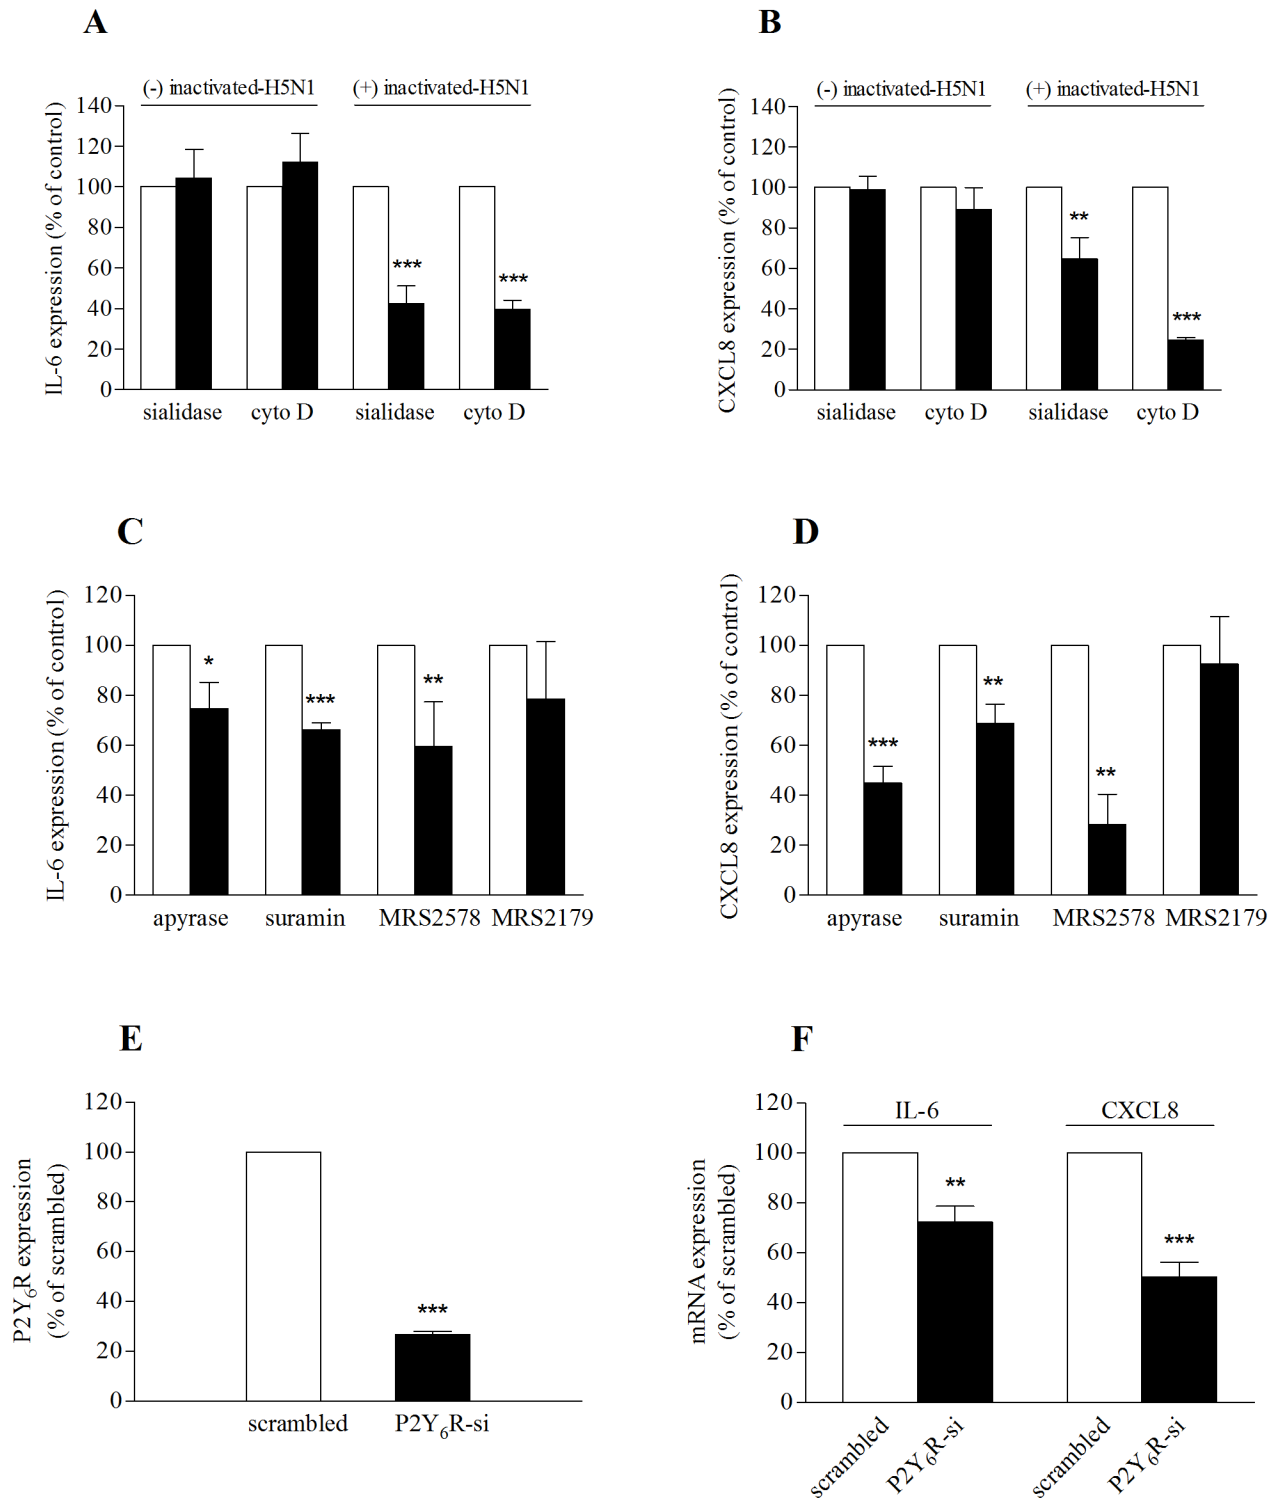 A
(-) inactivated-H5N1
(+) inactivated-H5N1
IL-6 expression (% of control)
140
120
100
80
60
40
20
0
***
***
sialidase
cyto D
sialidase
cyto D
B
(-) inactivated-H5N1
(+) inactivated-H5N1
CXCL8 expression (% of control)
140
120
100
80
60
40
20
0
**
***
sialidase
cyto D
sialidase
cyto D
C
IL-6 expression (% of control)
120
100
80
60
40
20
0
*
***
**
apyrase
suramin
MRS2578
MRS2179
D
CXCL8 expression (% of control)
120
100
80
60
40
20
0
***
**
**
apyrase
suramin
MRS2578
MRS2179
E
P2Y₆R expression
(% of scrambled)
120
100
80
60
40
20
0
***
scrambled
P2Y₆R-si
F
IL-6
CXCL8
mRNA expression
(% of scrambled)
120
100
80
60
40
20
0
**
***
scrambled
P2Y₆R-si
scrambled
P2Y₆R-si